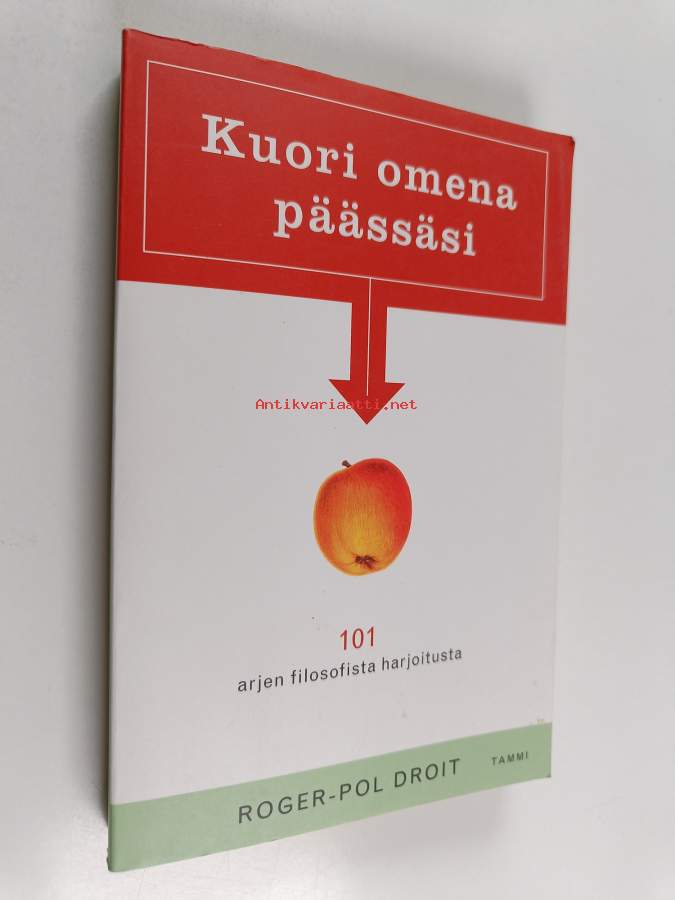 Kuori omena
päässäsi
Antikvariaatti.net
101
arjen filosofista harjoitusta
ROGER-POL DROIT
TAMMI